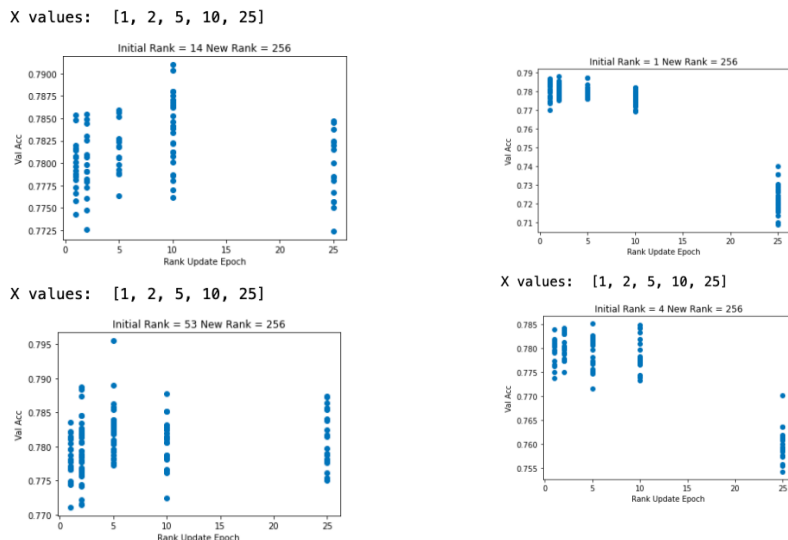 X values:  [1, 2, 5, 10, 25]
Initial Rank = 14 New Rank = 256
0.7900
0.7875
0.7850
0.7825
0.7800
0.7775
0.7750
0.7725
Val Acc
0 5 10 15 20 25
Rank Update Epoch
Initial Rank = 1 New Rank = 256
0.79
0.78
0.77
0.76
0.75
0.74
0.73
0.72
0.71
Val Acc
0 5 10 15 20 25
Rank Update Epoch
X values:  [1, 2, 5, 10, 25]
Initial Rank = 53 New Rank = 256
0.795
0.790
0.785
0.780
0.775
0.770
Val Acc
0 5 10 15 20 25
Rank Update Epoch
X values:  [1, 2, 5, 10, 25]
Initial Rank = 4 New Rank = 256
0.785
0.780
0.775
0.770
0.765
0.760
0.755
Val Acc
0 5 10 15 20 25
Rank Update Epoch